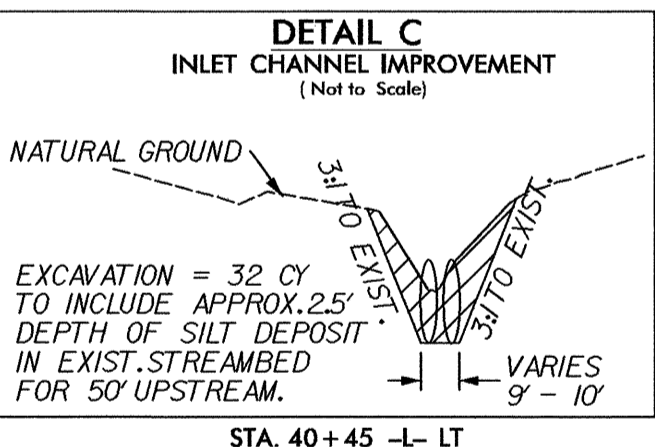 DETAIL C
INLET CHANNEL IMPROVEMENT
(Not to Scale)
NATURAL GROUND
3:1 TO EXIST.
3:1 TO EXIST.
EXCAVATION = 32 CY
TO INCLUDE APPROX. 2.5'
DEPTH OF SILT DEPOSIT
IN EXIST. STREAMBED
FOR 50' UPSTREAM.
VARIES
9' - 10'
STA. 40+45 -L- LT